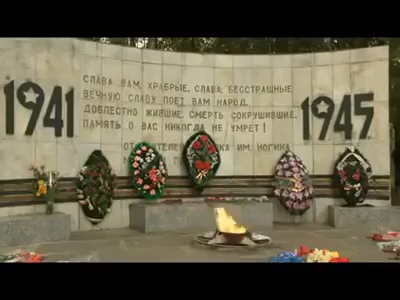 1941
СЛАВА ВАМ, ХРАБРЫЕ, СЛАВА, БЕССТРАШНЫЕ
ВЕЧНУЮ СЛАВУ ПОЕТ ВАМ НАРОД.
ДОБЛЕСТНО ЖИВШИЕ, СМЕРТЬ СОКРУШИВШИЕ,
ПАМЯТЬ О ВАС НИКОГДА НЕ УМРЕТ!
ИМ НОГИНА
1945